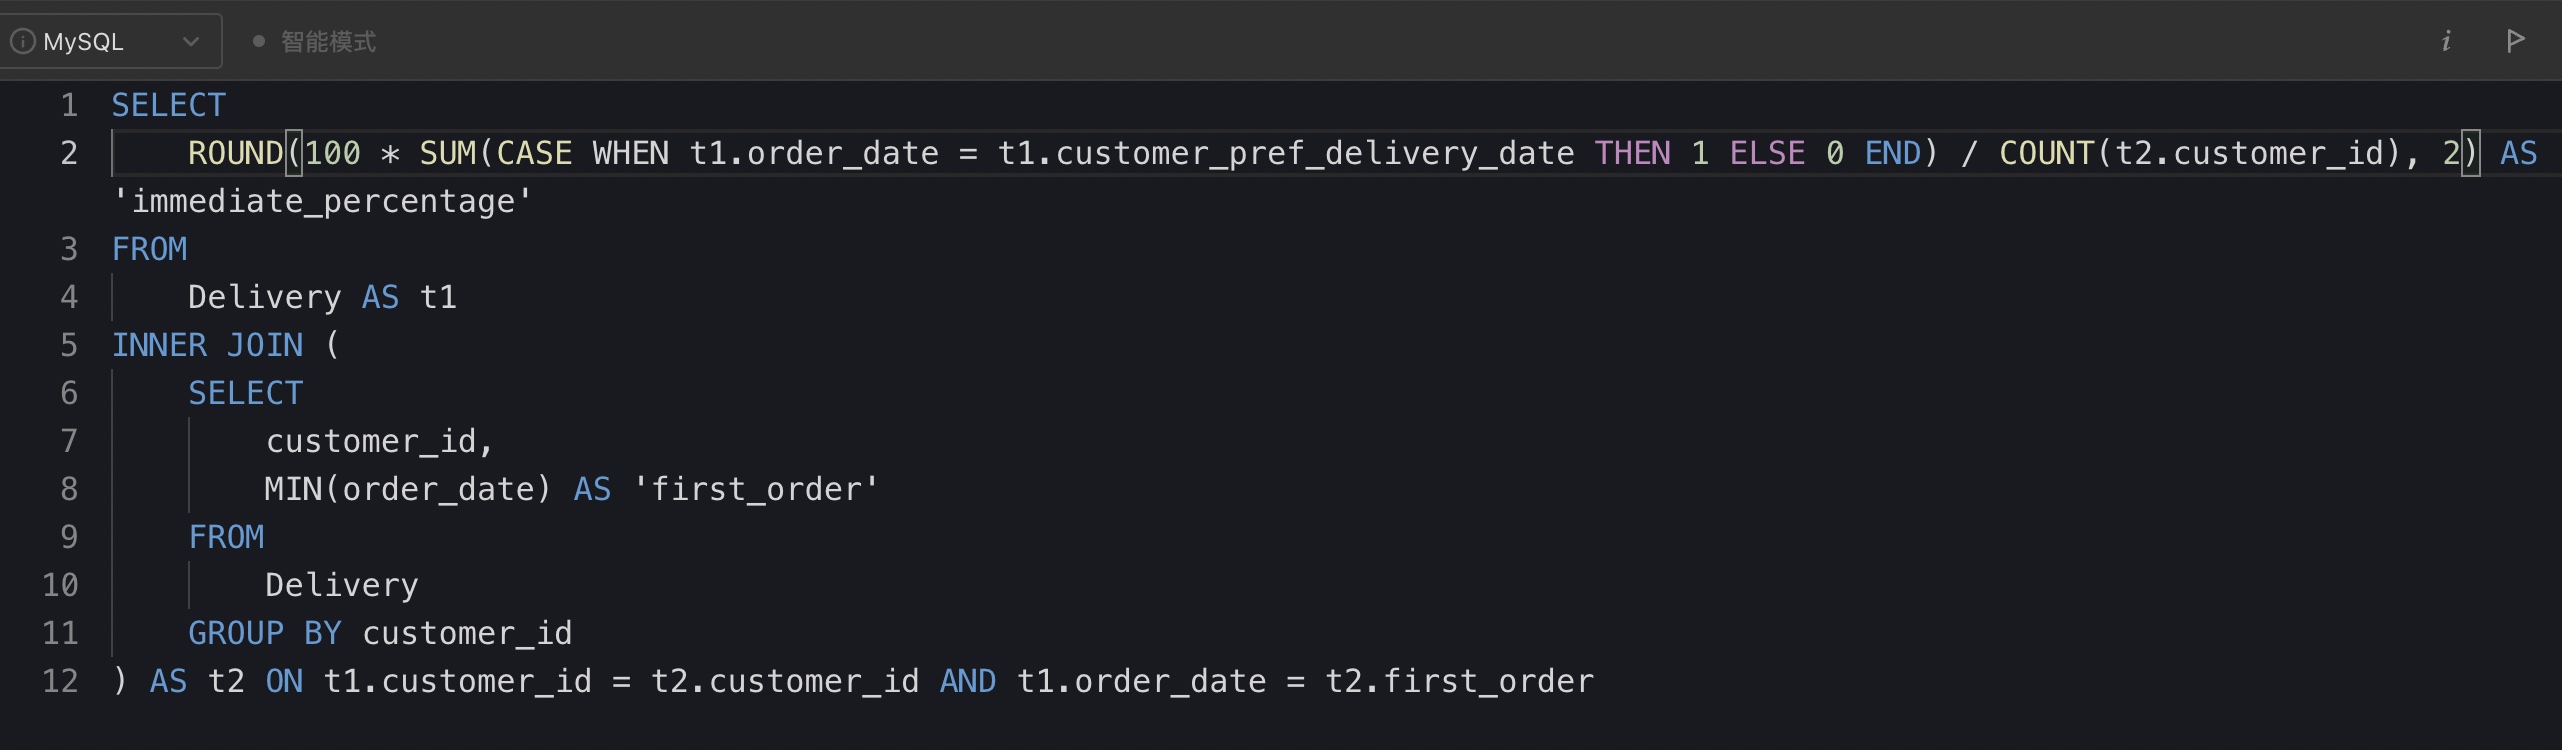 MySQL 智能模式
1 SELECT
2     ROUND(100 * SUM(CASE WHEN t1.order_date = t1.customer_pref_delivery_date THEN 1 ELSE 0 END) / COUNT(t2.customer_id), 2) AS
'immediate_percentage'
3 FROM
4     Delivery AS t1
5 INNER JOIN (
6     SELECT
7         customer_id,
8         MIN(order_date) AS 'first_order'
9     FROM
10         Delivery
11     GROUP BY customer_id
12 ) AS t2 ON t1.customer_id = t2.customer_id AND t1.order_date = t2.first_order